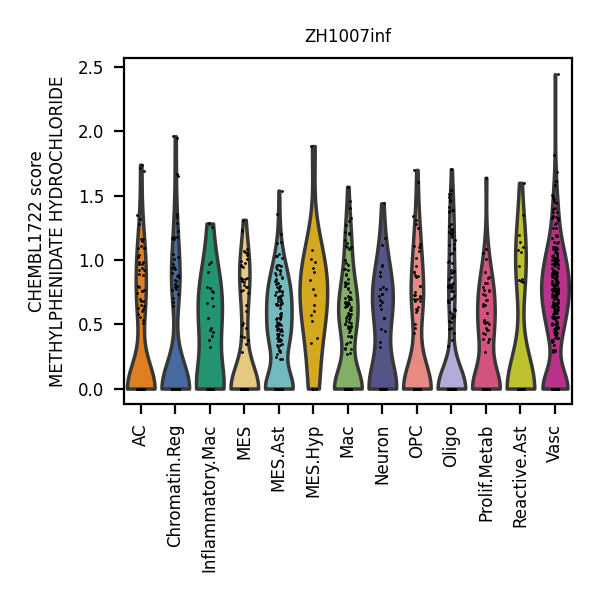 ZH1007inf
CHEMBL1722 score
METHYLPHENIDATE HYDROCHLORIDE
2.5
2.0
1.5
1.0
0.5
0.0
AC
Chromatin.Reg
Inflammatory.Mac
MES
MES.Ast
MES.Hyp
Mac
Neuron
OPC
Oligo
Prolif.Metab
Reactive.Ast
Vasc